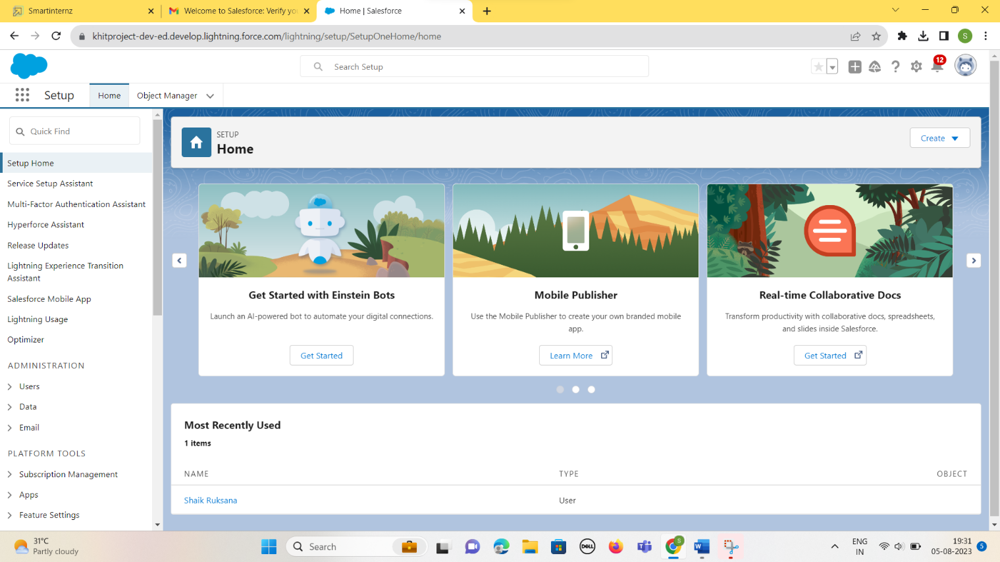 Smartinternz
Welcome to Salesforce: Verify yo
Home | Salesforce
khitproject-dev-ed.develop.lightning.force.com/lightning/setup/SetupOneHome/home
S
Search Setup
12
Setup
Home
Object Manager
Quick Find
Setup Home
Service Setup Assistant
Multi-Factor Authentication Assistant
Hyperforce Assistant
Release Updates
Lightning Experience Transition
Assistant
Salesforce Mobile App
Lightning Usage
Optimizer
ADMINISTRATION
Users
Data
Email
PLATFORM TOOLS
Subscription Management
Apps
Feature Settings
SETUP
Home
Create
Get Started with Einstein Bots
Launch an AI-powered bot to automate your digital connections.
Get Started
Mobile Publisher
Use the Mobile Publisher to create your own branded mobile
app.
Learn More
Real-time Collaborative Docs
Transform productivity with collaborative docs, spreadsheets,
and slides inside Salesforce.
Get Started
Most Recently Used
1 items
NAME TYPE OBJECT
Shaik Ruksana User
31°C
Partly cloudy
Search
DELL
S
W
ENG
IN
19:31
05-08-2023
5